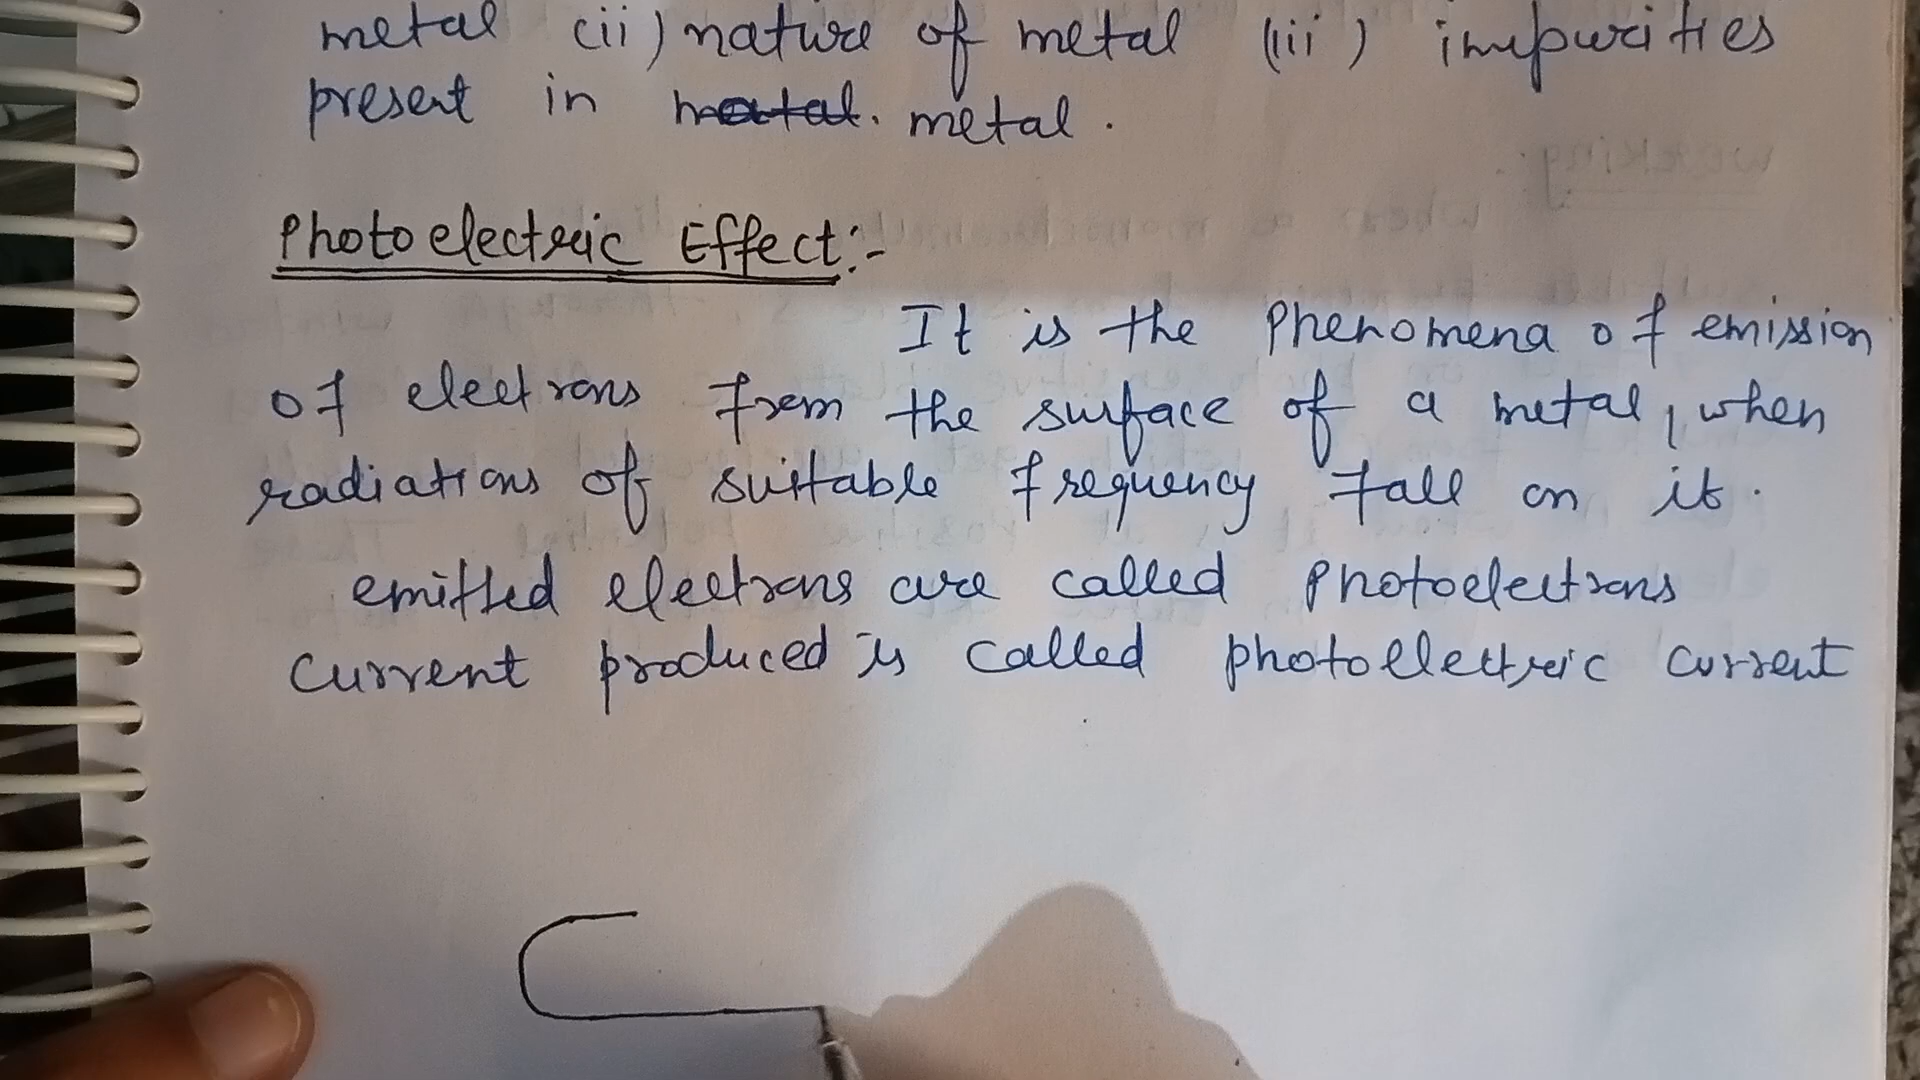 metal (ii) nature of metal (iii) impurities
present in metal.
Photoelectric Effect:-
It is the Phenomena of emission
of electrons from the surface of a metal, when
radiations of suitable frequency fall on it.
emitted electrons are called Photoelectrons
Current produced is called photoelectric current